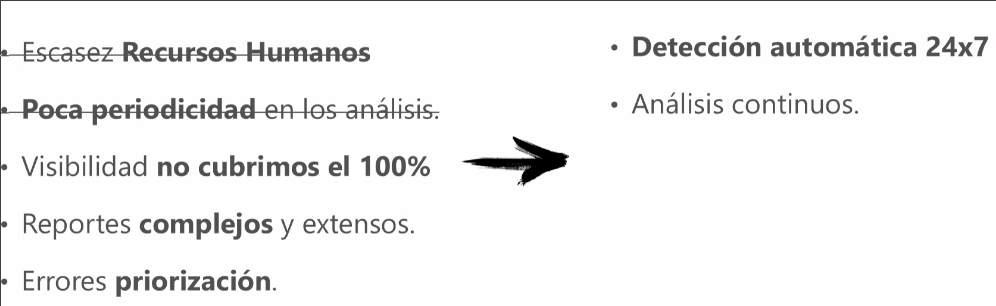 • Escasez Recursos Humanos
• Poca periodicidad en los análisis.
• Visibilidad no cubrimos el 100%
• Reportes complejos y extensos.
• Errores priorización.
• Detección automática 24x7
• Análisis continuos.